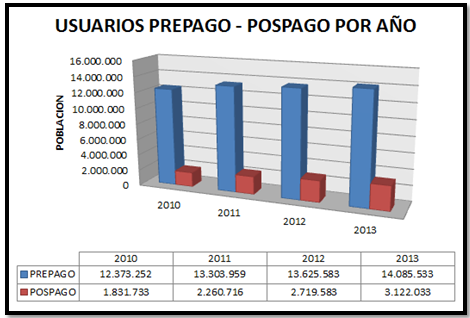 USUARIOS PREPAGO - POSPAGO POR AÑO
POBLACION
16.000.000
14.000.000
12.000.000
10.000.000
8.000.000
6.000.000
4.000.000
2.000.000
0
2010 2011 2012 2013
2010 2011 2012 2013
PREPAGO 12.373.252 13.303.959 13.625.583 14.085.533
POSPAGO 1.831.733 2.260.716 2.719.583 3.122.033